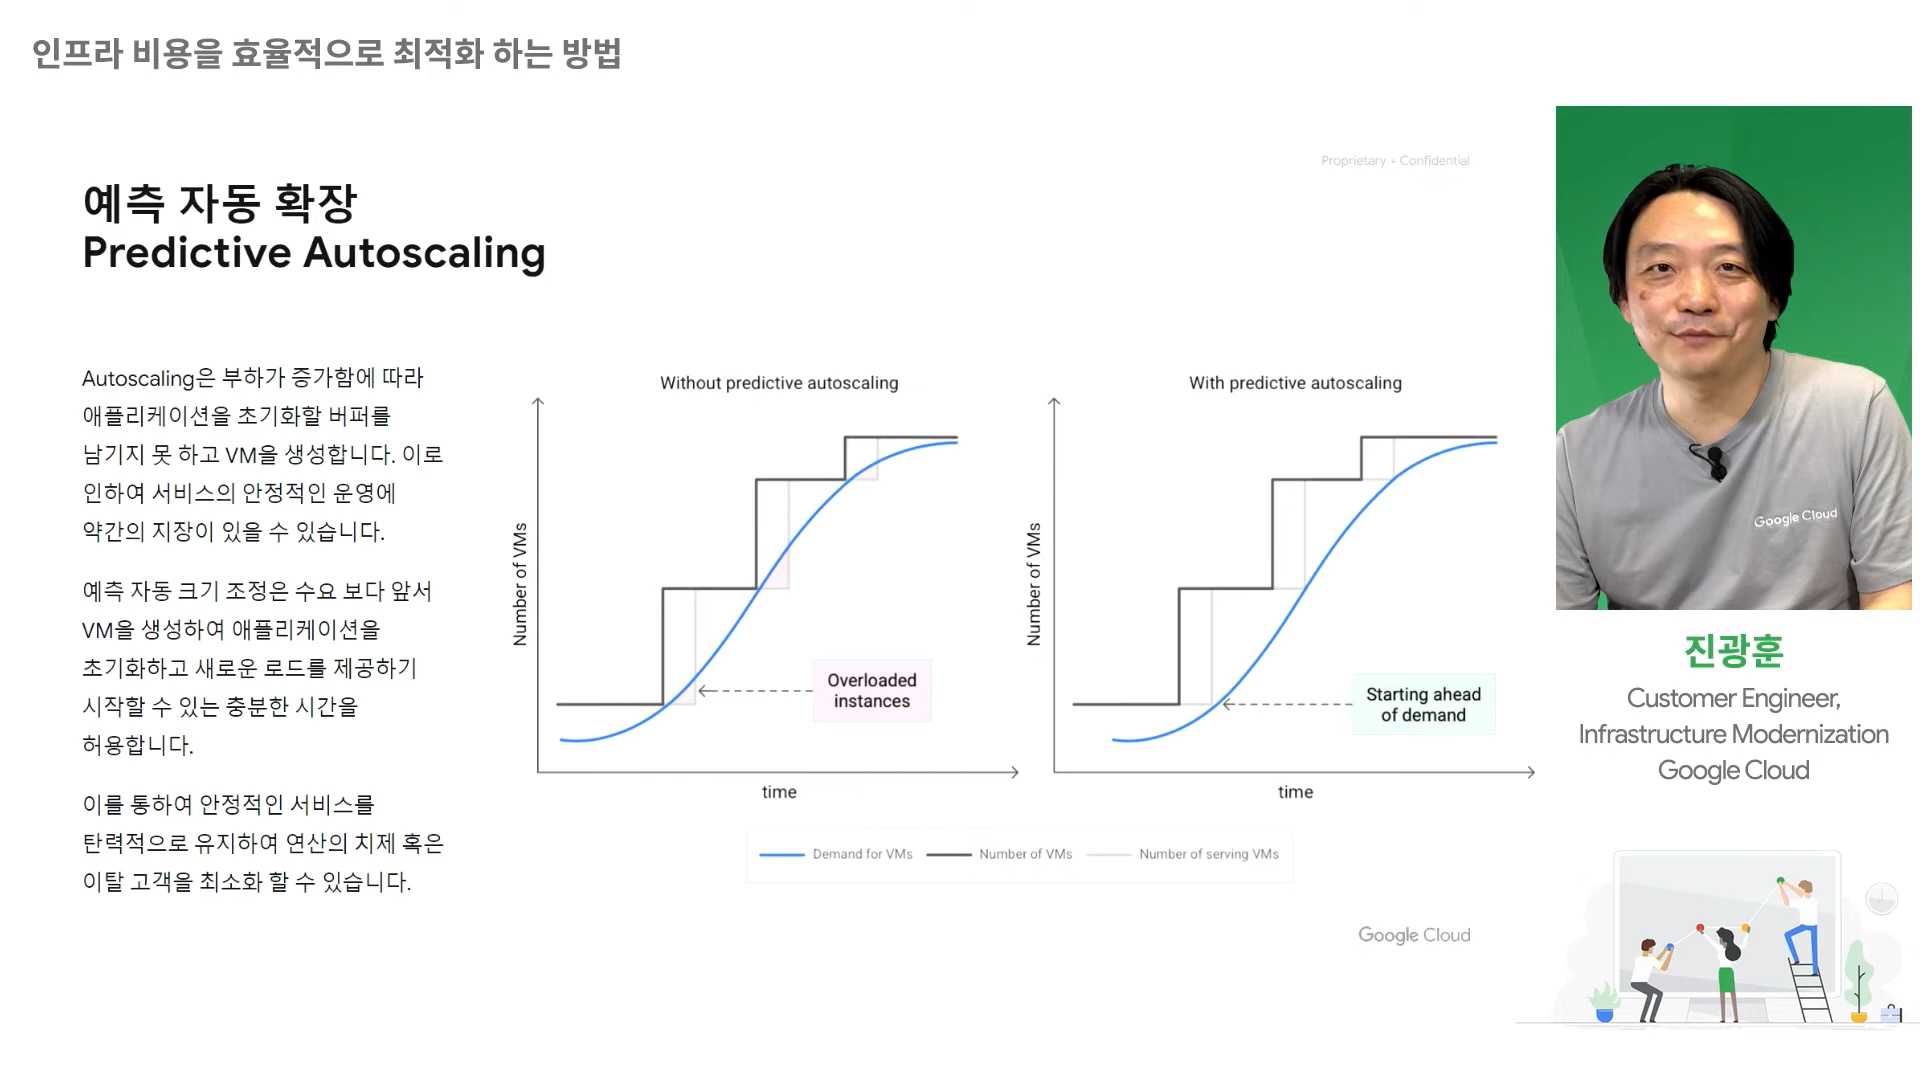 인프라 비용을 효율적으로 최적화 하는 방법
Proprietary + Confidential
예측 자동 확장
Predictive Autoscaling
Autoscaling은 부하가 증가함에 따라
애플리케이션을 초기화할 버퍼를
남기지 못 하고 VM을 생성합니다. 이로
인하여 서비스의 안정적인 운영에
약간의 지장이 있을 수 있습니다.
예측 자동 크기 조정은 수요 보다 앞서
VM을 생성하여 애플리케이션을
초기화하고 새로운 로드를 제공하기
시작할 수 있는 충분한 시간을
허용합니다.
이를 통하여 안정적인 서비스를
탄력적으로 유지하여 연산의 치제 혹은
이탈 고객을 최소화 할 수 있습니다.
Without predictive autoscaling
Number of VMs
Overloaded
instances
time
With predictive autoscaling
Number of VMs
Starting ahead
of demand
time
Demand for VMs
Number of VMs
Number of serving VMs
Google Cloud
Google Cloud
진광훈
Customer Engineer,
Infrastructure Modernization
Google Cloud